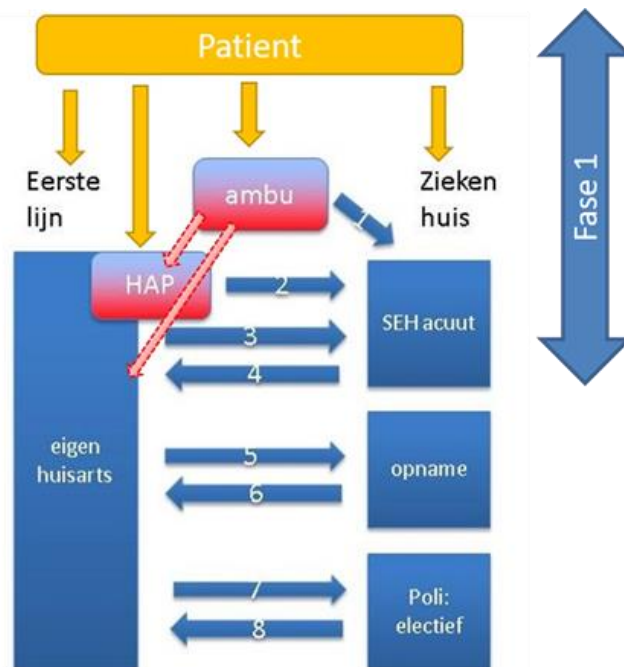 Patient
Eerste
lijn
ambu
Zieken
huis
1
Fase 1
HAP
2
SEH acuut
3
4
eigen
huisarts
5
opname
6
7
Poli:
electief
8